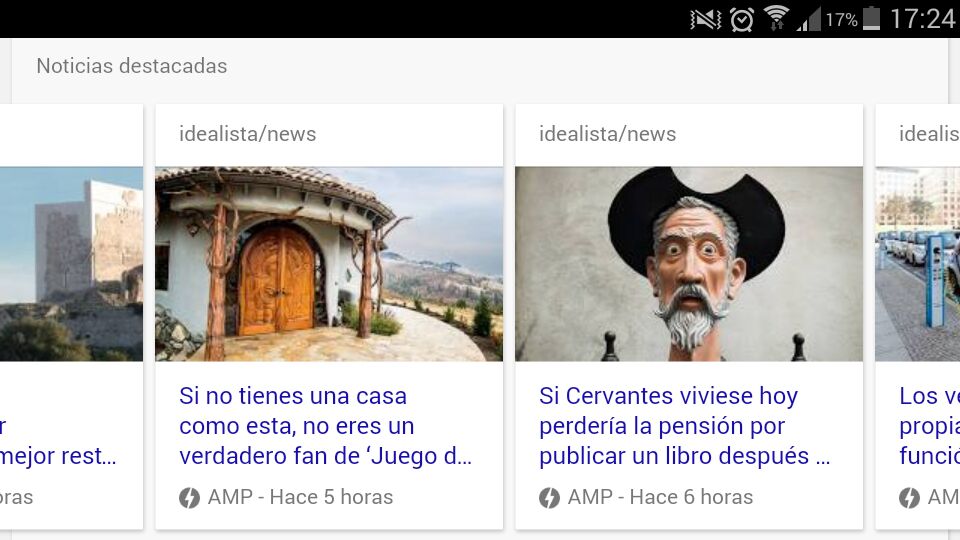 17% 17:24
Noticias destacadas
r
mejor rest…
oras
idealista/news
Si no tienes una casa
como esta, no eres un
verdadero fan de ‘Juego d…
AMP - Hace 5 horas
idealista/news
Si Cervantes viviese hoy
perdería la pensión por
publicar un libro después …
AMP - Hace 6 horas
idealis
Los ve
propia
funció
AM